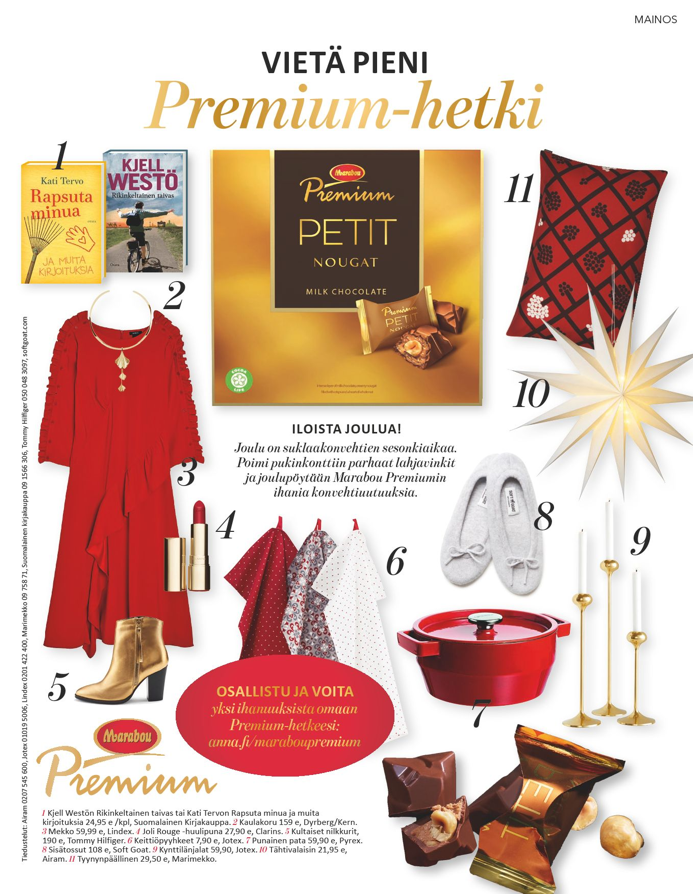 MAINOS
VIETÄ PIENI
Premium-hetki
1
Kati Tervo
Rapsuta
minua
JA MUITA
KIRJOITUKSIA
KJELL
WESTÖ
Rikinkeltainen taivas
Marabou
Premium
PETIT
NOUGAT
MILK CHOCOLATE
Premium
PETIT
11
2
10
ILOISTA JOULUA!
Joulu on suklaakonvehtien sesonkiaikaa.
Poimi pukinkonttiin parhaat lahjavinkit
ja joulupöytään Marabou Premiumin
ihania konvehtiuutuuksia.
3
4
6
8
9
5
7
OSALLISTU JA VOITA
yksi ihanuuksista omaan
Premium-hetkeesi:
anna.fi/maraboupremium
Marabou
Premium
1 Kjell Westön Rikinkeltainen taivas tai Kati Tervon Rapsuta minua ja muita
kirjoituksia 24,95 e /kpl, Suomalainen Kirjakauppa. 2 Kaulakoru 159 e, Dyrberg/Kern.
3 Mekko 59,99 e, Lindex. 4 Joli Rouge -huulipuna 27,90 e, Clarins. 5 Kultaiset nilkkurit,
190 e, Tommy Hilfiger. 6 Keittiöpyyhkeet 7,90 e, Jotex. 7 Punainen pata 59,90 e, Pyrex.
8 Sisätossut 108 e, Soft Goat. 9 Kynttilänjalat 59,90, Jotex. 10 Tähtivalaisin 21,95 e,
Airam. 11 Tyynynpäällinen 29,50 e, Marimekko.
Tiedustelut: Airam 0207 545 600, Jotex 01019 5006, Lindex 0201 422 400, Marimekko 09 758 71, Suomalainen kirjakauppa 09 1566 306, Tommy Hilfiger 050 048 3097, softgoat.com